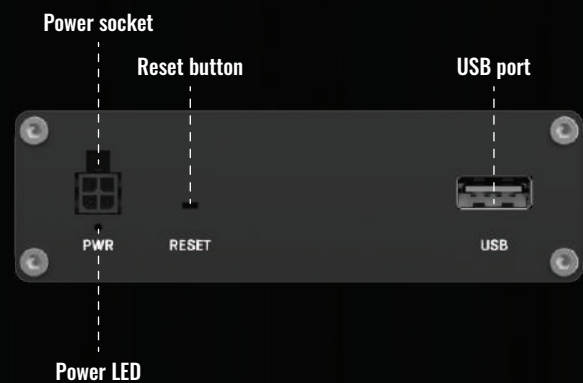 Power socket
Reset button
USB port
PWR
RESET
USB
Power LED